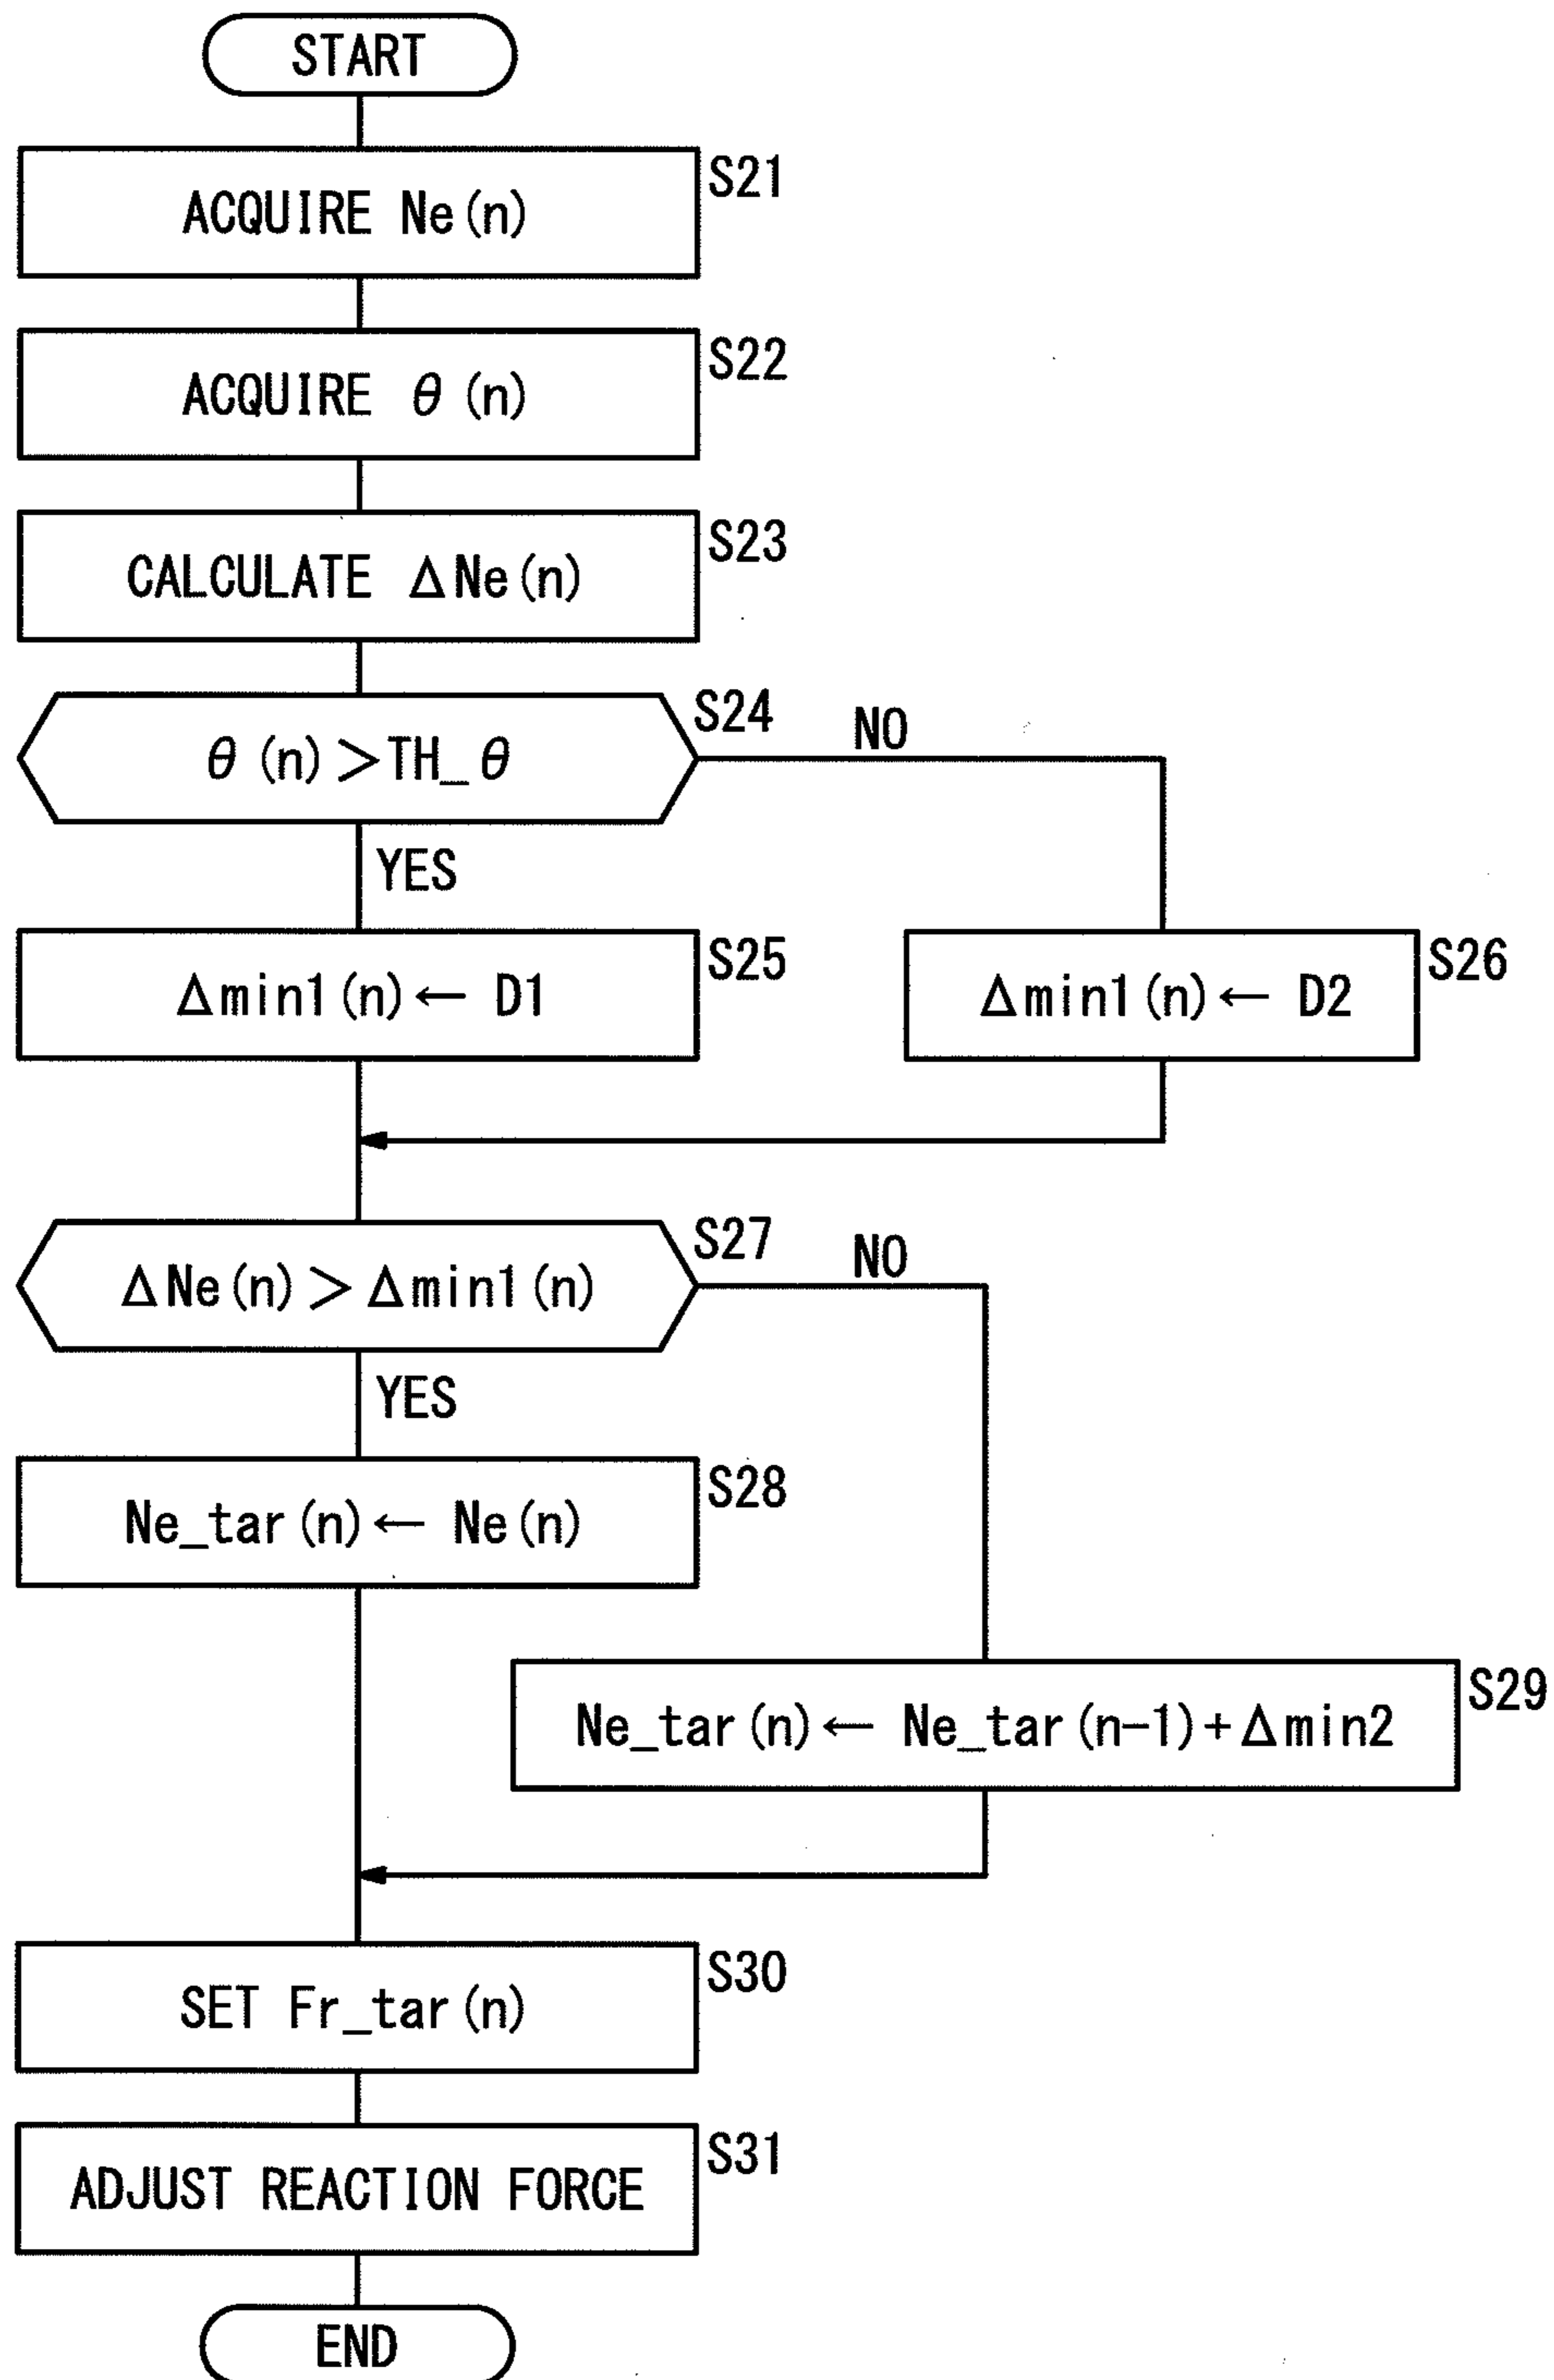 START
S21
ACQUIRE Ne(n)
S22
ACQUIRE θ(n)
S23
CALCULATE ΔNe(n)
S24
θ(n)>TH_θ
NO
YES
S25
Δmin1(n)← D1
S26
Δmin1(n)← D2
S27
ΔNe(n)>Δmin1(n)
NO
YES
S28
Ne_tar(n)← Ne(n)
S29
Ne_tar(n)← Ne_tar(n-1)+Δmin2
S30
SET Fr_tar(n)
S31
ADJUST REACTION FORCE
END